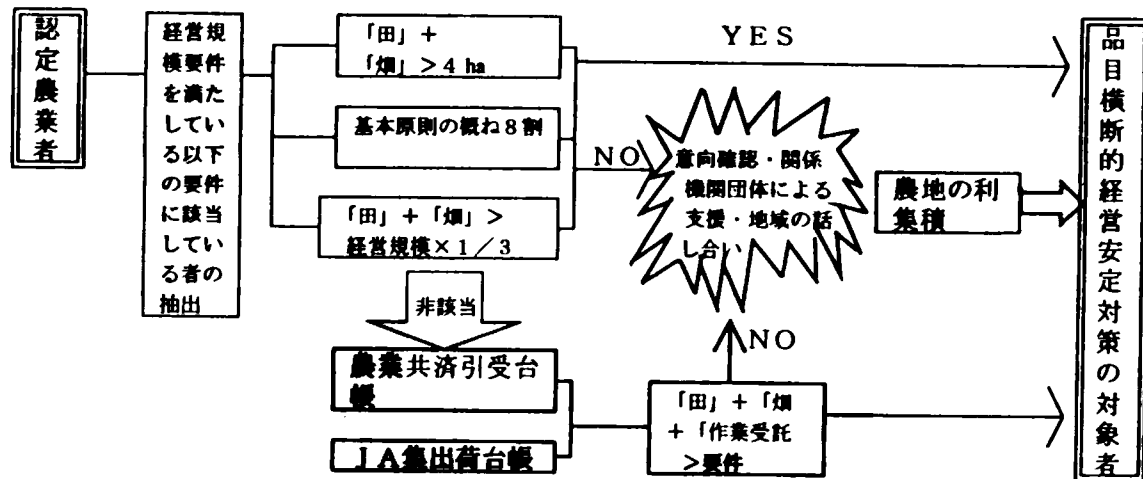 認定農業者
経営規
模要件
を満た
してい
る以下
の要件
に該当
してい
る者の
抽出
「田」+
「畑」>4 ha
基本原則の概ね8割
「田」+「畑」>
経営規模×1/3
非該当
農業共済引受台
帳
JA集出荷台帳
YES
NO
意向確認・関係
機関団体による
支援・地域の話
し合い
農地の利
集積
NO
「田」+「畑
+「作業受託
>要件
品目横断的経営安定対策の対象者